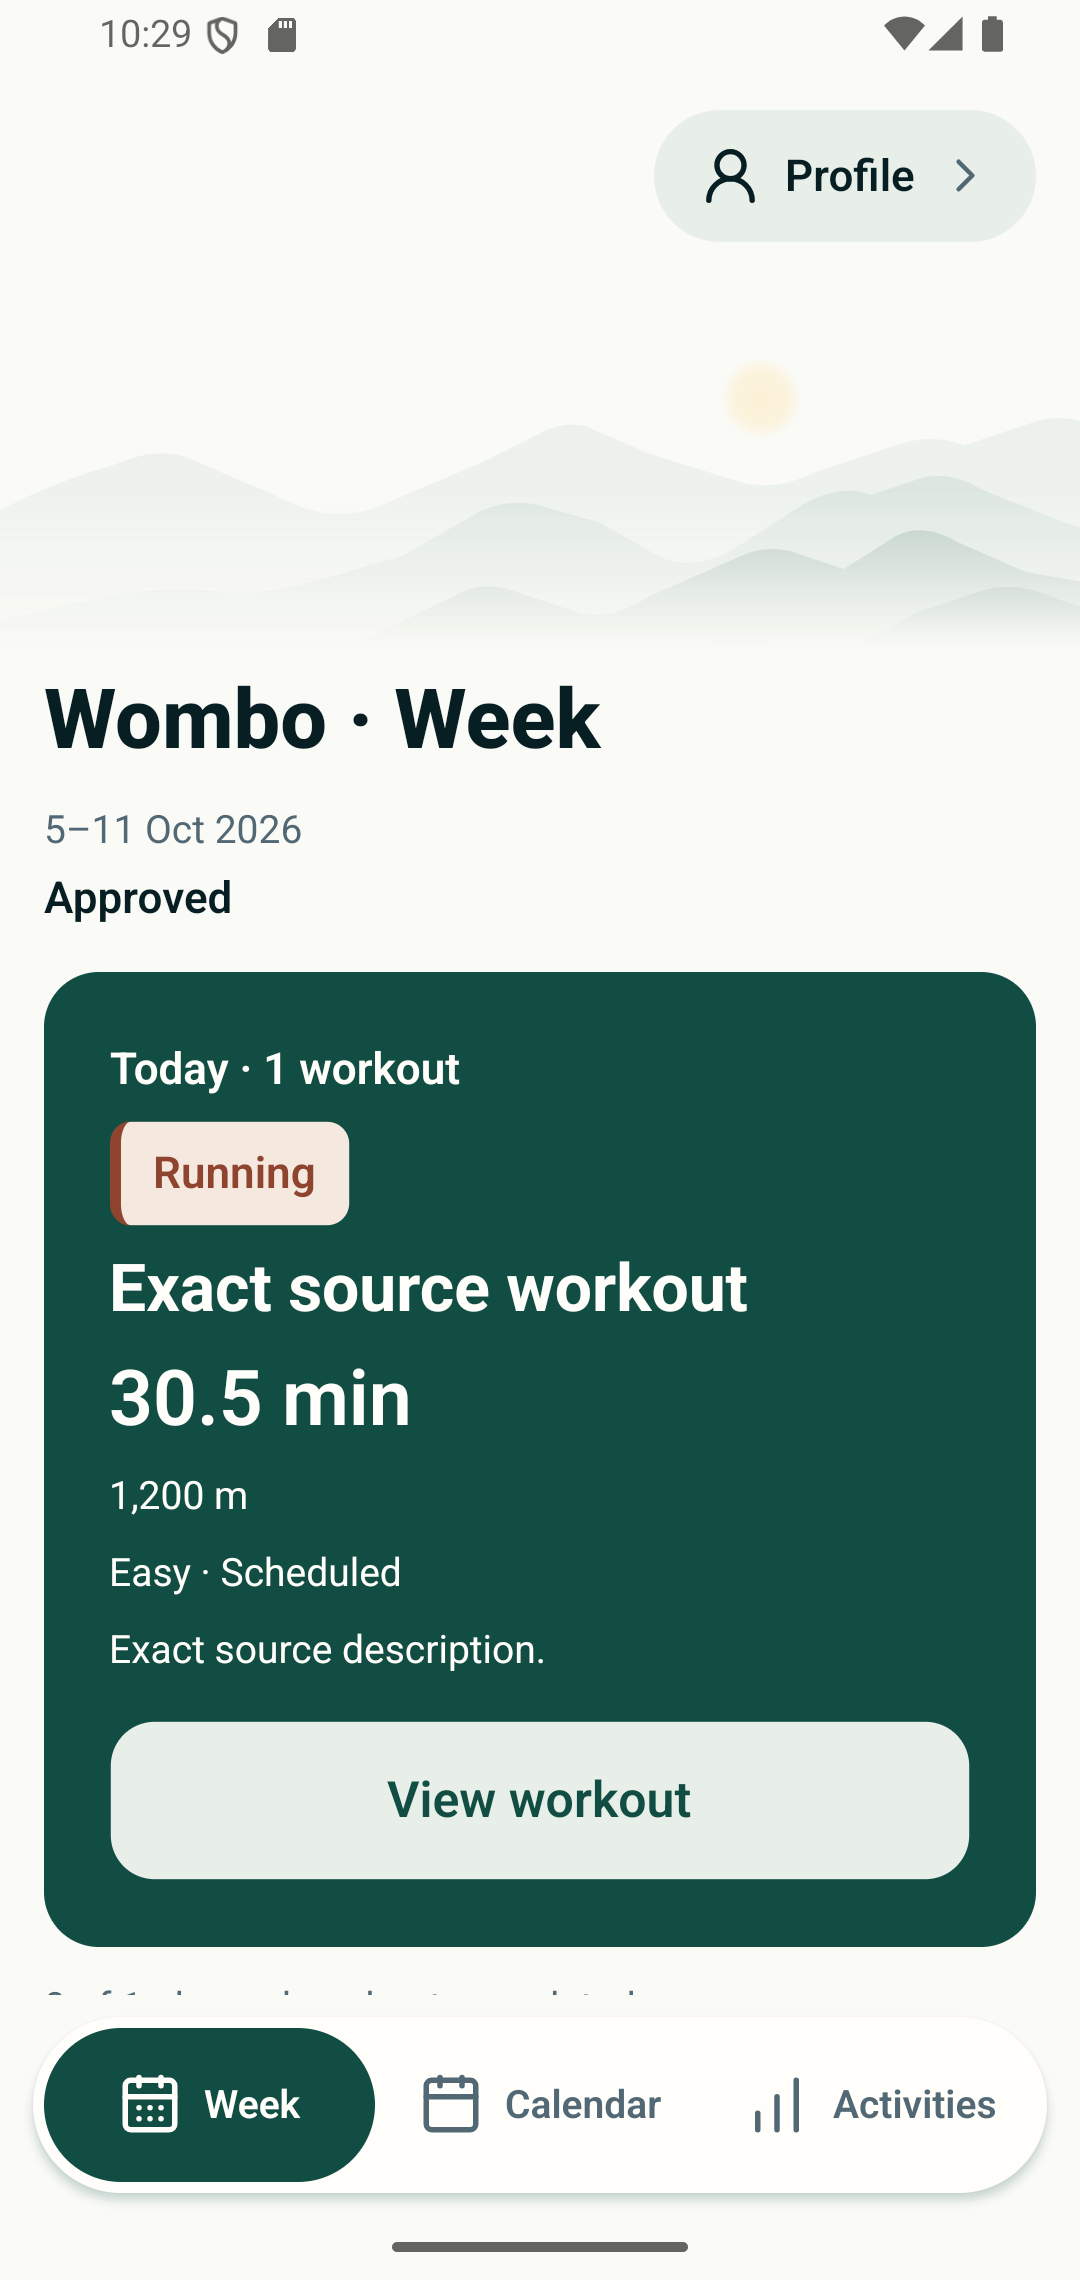 10:29
Profile
Wombo · Week
5–11 Oct 2026
Approved
Today · 1 workout
Running
Exact source workout
30.5 min
1,200 m
Easy · Scheduled
Exact source description.
View workout
Week
Calendar
Activities